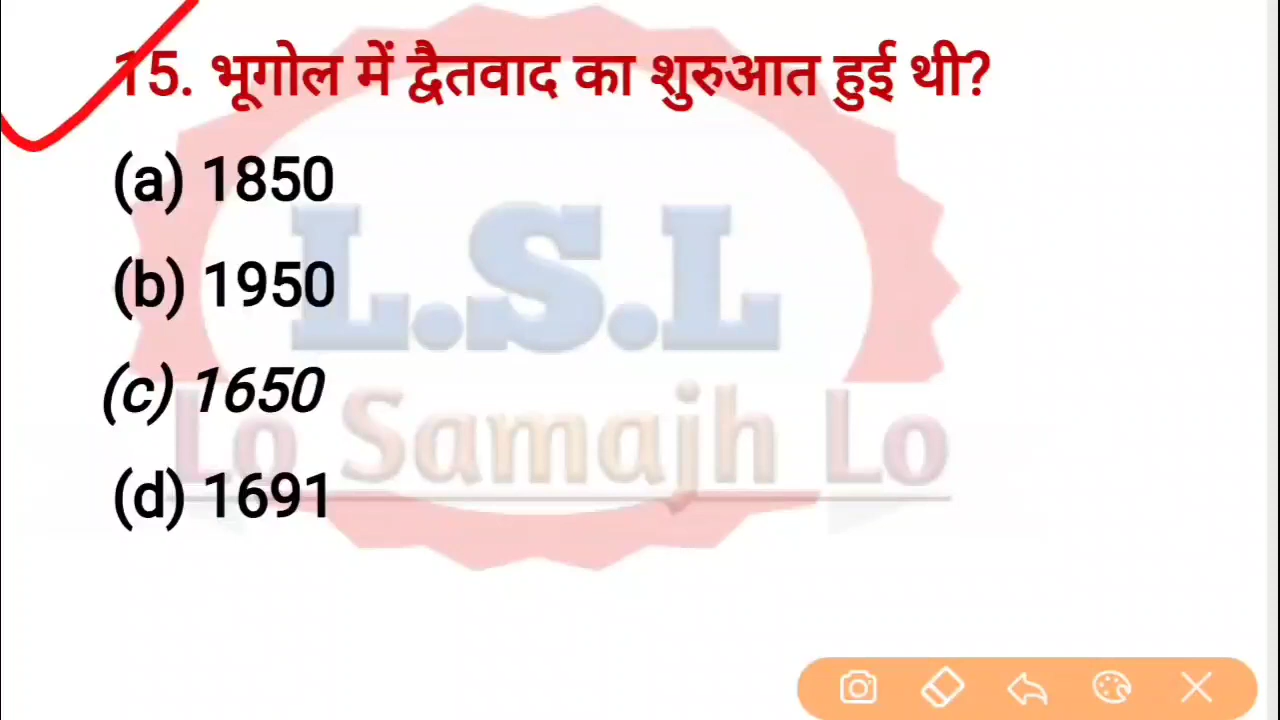 15. भूगोल में द्वैतवाद का शुरुआत हुई थी?
(a) 1850
(b) 1950
(c) 1650
(d) 1691
L.S.L
Lo Samajh Lo